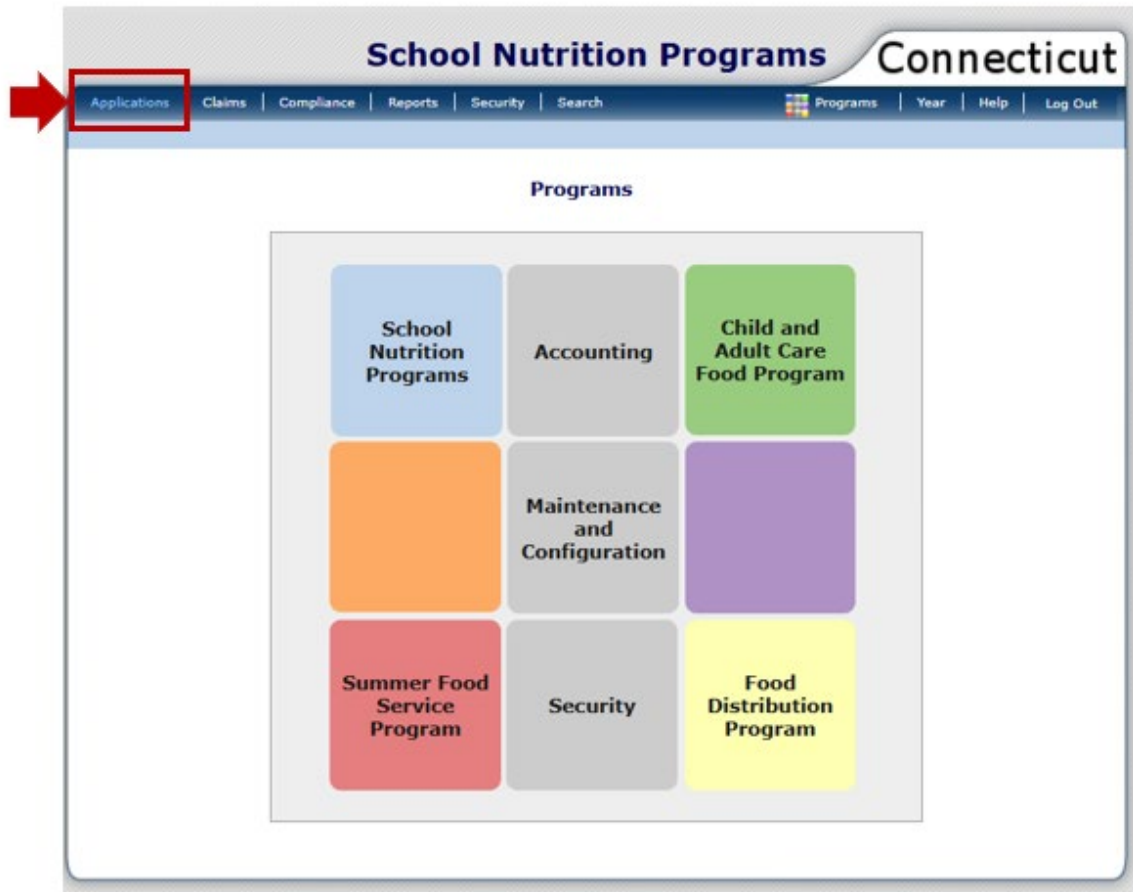 School Nutrition Programs
Connecticut
Applications | Claims | Compliance | Reports | Security | Search Programs | Year | Help | Log Out
Programs
School
Nutrition
Programs
Accounting
Child and
Adult Care
Food Program
Maintenance
and
Configuration
Summer Food
Service
Program
Security
Food
Distribution
Program